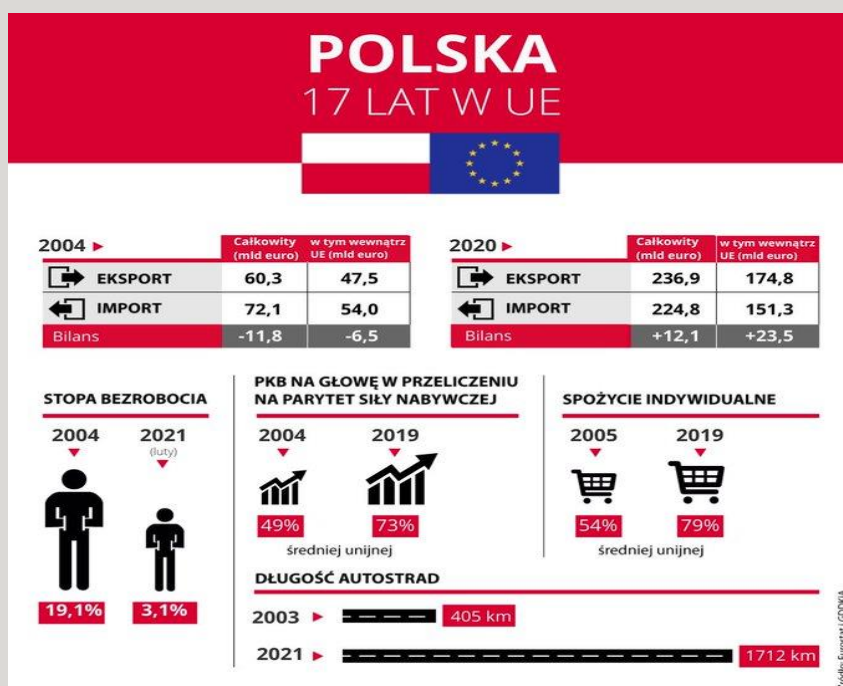 POLSKA
17 LAT W UE
2004
Całkowity (mld euro)
w tym wewnątrz UE (mld euro)
EKSPORT 60,3 47,5
IMPORT 72,1 54,0
Bilans -11,8 -6,5
2020
Całkowity (mld euro)
w tym wewnątrz UE (mld euro)
EKSPORT 236,9 174,8
IMPORT 224,8 151,3
Bilans +12,1 +23,5
STOPA BEZROBOCIA
2004 2021
(luty)
19,1% 3,1%
PKB NA GŁOWĘ W PRZELICZENIU
NA PARYTET SIŁY NABYWCZEJ
2004 2019
49% 73%
średniej unijnej
SPOŻYCIE INDYWIDUALNE
2005 2019
54% 79%
średniej unijnej
DŁUGOŚĆ AUTOSTRAD
2003 405 km
2021 1712 km
Źródło: Eurostat i GDDKIA